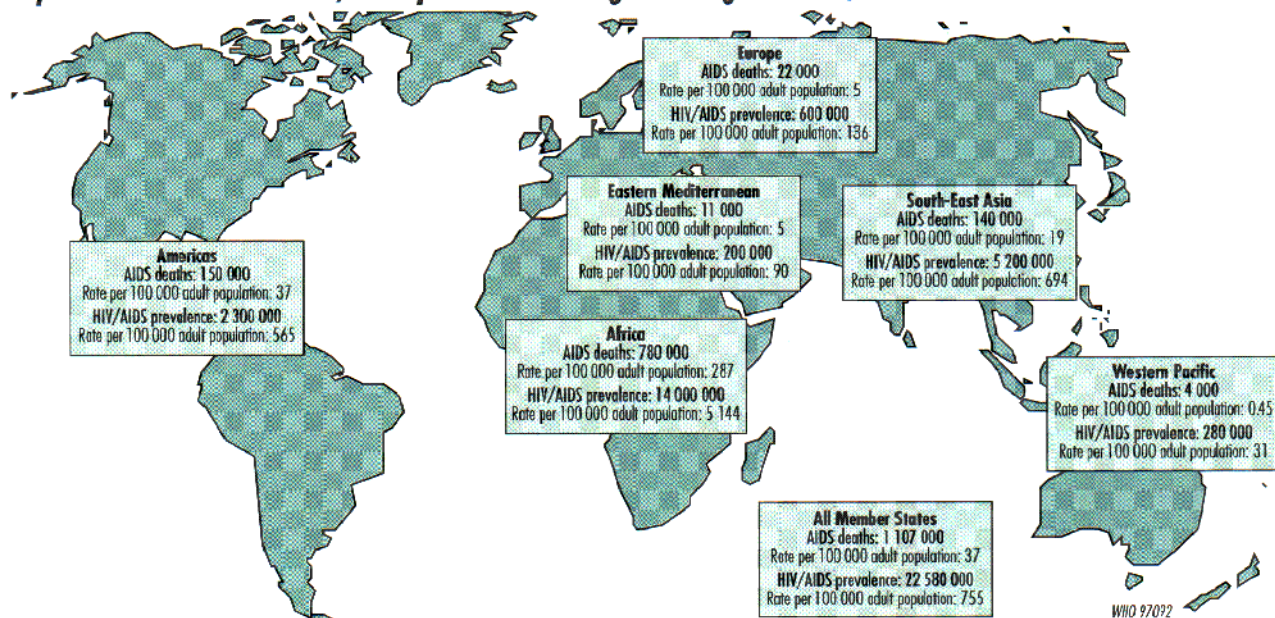 Europe
AIDS deaths: 22 000
Rate per 100 000 adult population: 5
HIV/AIDS prevalence: 600 000
Rate per 100 000 adult population: 136
Eastern Mediterranean
AIDS deaths: 11 000
Rate per 100 000 adult population: 5
HIV/AIDS prevalence: 200 000
Rate per 100 000 adult population: 90
South-East Asia
AIDS deaths: 140 000
Rate per 100 000 adult population: 19
HIV/AIDS prevalence: 5 200 000
Rate per 100 000 adult population: 694
Americas
AIDS deaths: 150 000
Rate per 100 000 adult population: 37
HIV/AIDS prevalence: 2 300 000
Rate per 100 000 adult population: 565
Africa
AIDS deaths: 780 000
Rate per 100 000 adult population: 287
HIV/AIDS prevalence: 14 000 000
Rate per 100 000 adult population: 5 144
Western Pacific
AIDS deaths: 4 000
Rate per 100 000 adult population: 0.45
HIV/AIDS prevalence: 280 000
Rate per 100 000 adult population: 31
All Member States
AIDS deaths: 1 107 000
Rate per 100 000 adult population: 37
HIV/AIDS prevalence: 22 580 000
Rate per 100 000 adult population: 755
WHO 97092